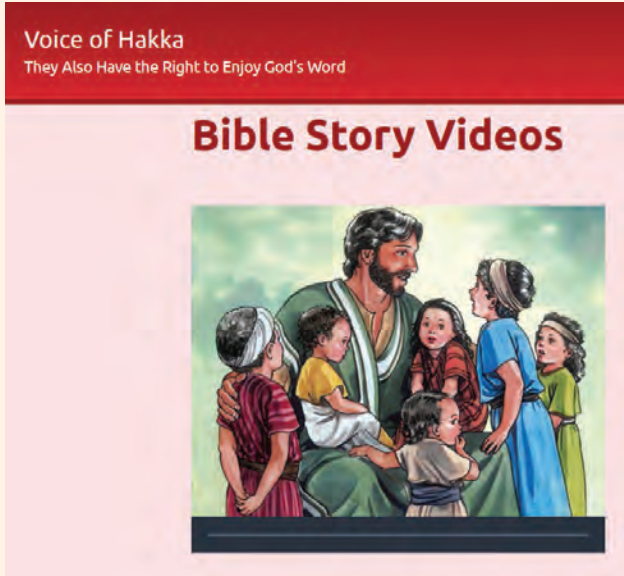 Voice of Hakka
They Also Have the Right to Enjoy God's Word
Bible Story Videos